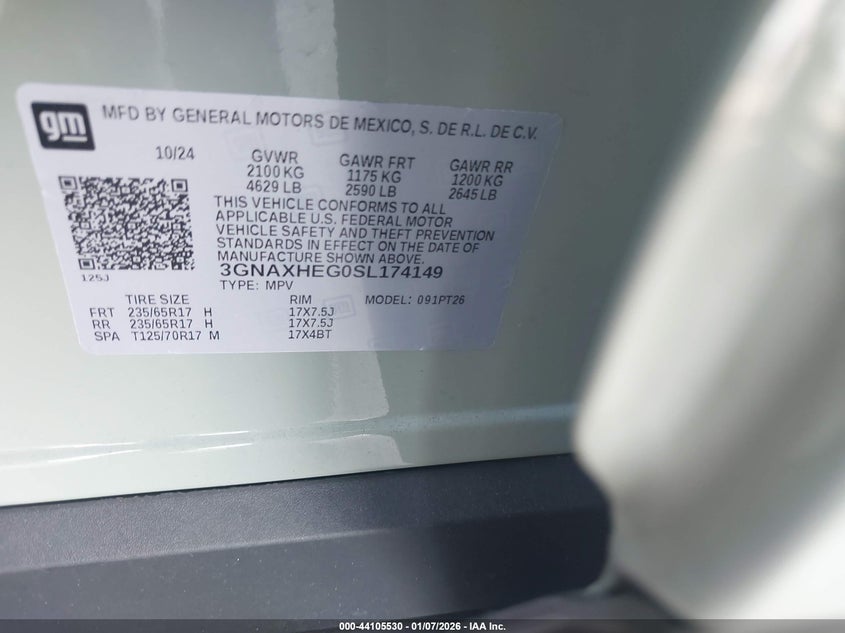 gm
MFD BY GENERAL MOTORS DE MEXICO, S. DE R.L. DE C.V.
10/24 GVWR GAWR FRT GAWR RR
2100 KG 1175 KG 1200 KG
4629 LB 2590 LB 2645 LB
THIS VEHICLE CONFORMS TO ALL
APPLICABLE U.S. FEDERAL MOTOR
VEHICLE SAFETY AND THEFT PREVENTION
STANDARDS IN EFFECT ON THE DATE OF
MANUFACTURE SHOWN ABOVE.
3GNAXHEG0SL174149
125J TYPE: MPV
TIRE SIZE RIM MODEL: 091PT26
FRT 235/65R17 H 17X7.5J
RR 235/65R17 H 17X7.5J
SPA T125/70R17 M 17X4BT
000-44105530 - 01/07/2026 - IAA Inc.